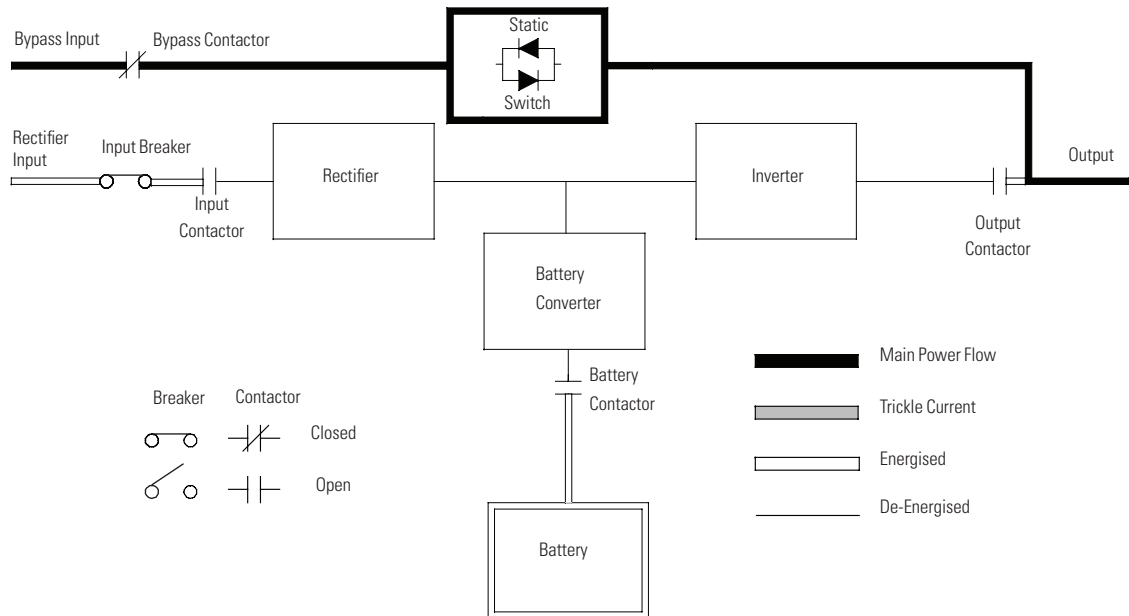 Static
Bypass Input
Bypass Contactor
Switch
Rectifier
Input
Input Breaker
Rectifier
Inverter
Output
Input
Contactor
Output
Contactor
Battery
Converter
Main Power Flow
Battery
Contactor
Breaker
Contactor
Trickle Current
Closed
Energised
Open
De-Energised
Battery